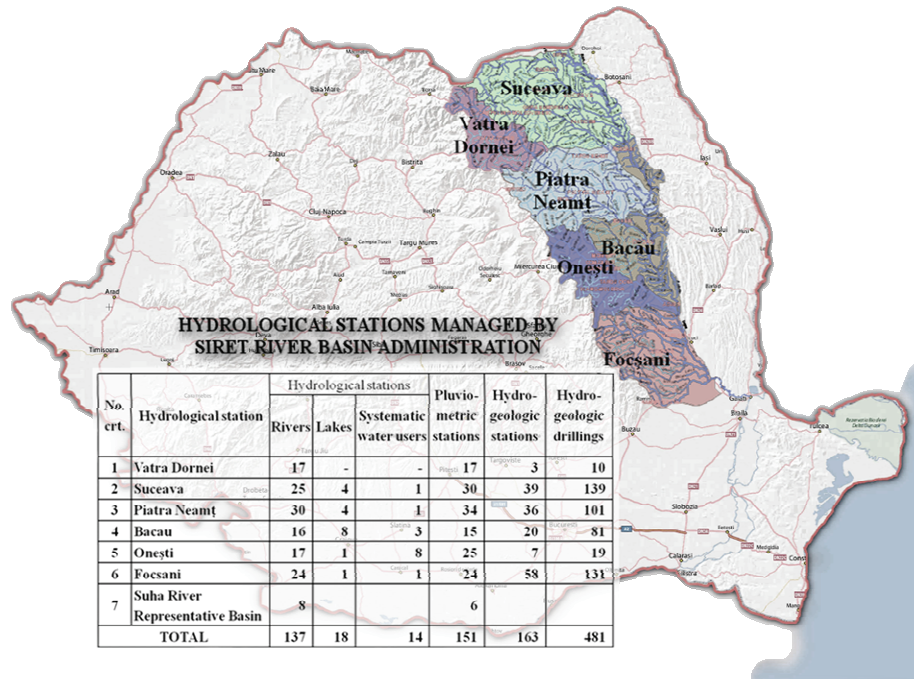 Suceava
Vatra
Dornei
Piatra
Neamț
Bacău
Onești
Focșani
Botosani
Baia Mare
Zalau
Bistrita
Oradea
Iasi
Cluj-Napoca
Targu Mures
Vaslui
Arad
Alba Iulia
Timisoara
Brasov
Galati
Braila
Tulcea
Buzau
Slobozia
Calarasi
HYDROLOGICAL STATIONS MANAGED BY
SIRET RIVER BASIN ADMINISTRATION
No. crt. | Hydrological station | Hydrological stations | Pluvio-metric stations | Hydro-geologic stations | Hydro-geologic drillings
Rivers | Lakes | Systematic water users
1 Vatra Dornei 17 - - 17 3 10
2 Suceava 25 4 1 30 39 139
3 Piatra Neamț 30 4 1 34 36 101
4 Bacau 16 8 3 15 20 81
5 Onești 17 1 8 25 7 19
6 Focsani 24 1 1 24 58 131
7 Suha River
Representative Basin 8 6
TOTAL 137 18 14 151 163 481